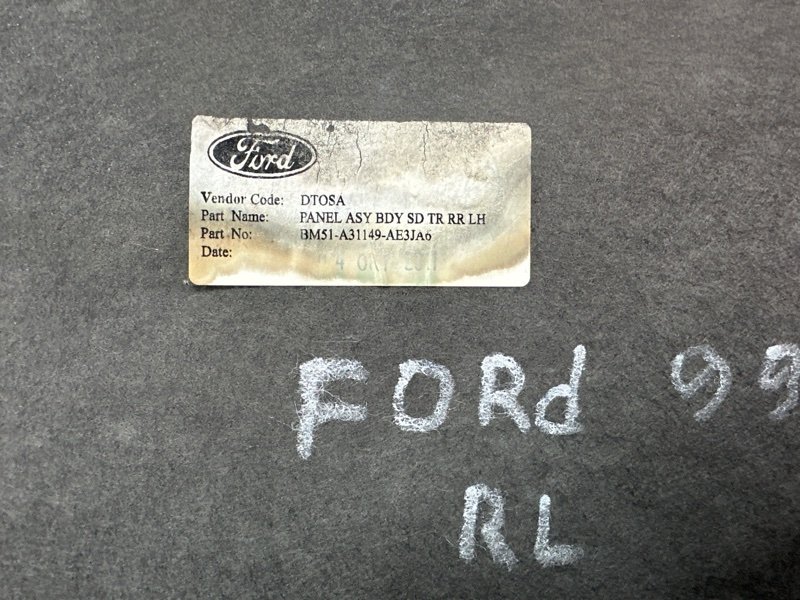 Ford
Vendor Code: DTOSA
Part Name: PANEL ASY BDY SD TR RR LH
Part No: BM51-A31149-AE3JA6
Date:
FORd 99
RL